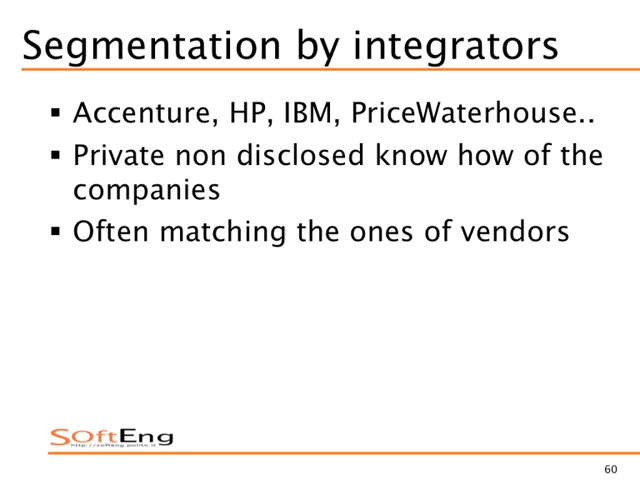 Segmentation by integrators
▪ Accenture, HP, IBM, PriceWaterhouse..
▪ Private non disclosed know how of the
companies
▪ Often matching the ones of vendors
SOftEng
http://softeng.polito.it
60